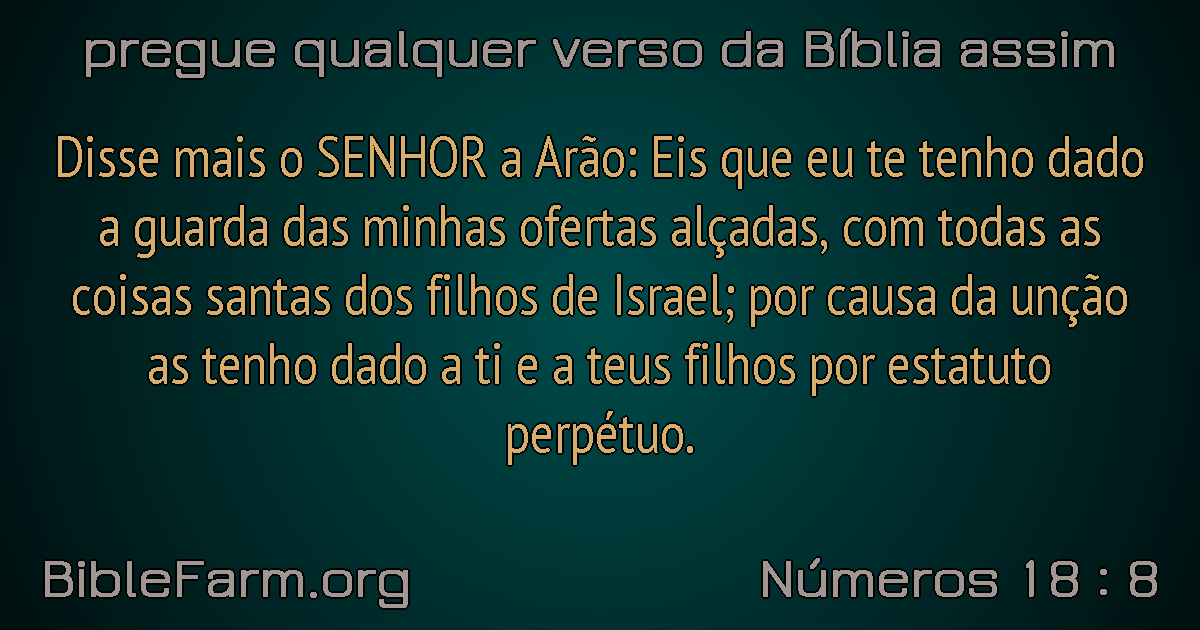 pregue qualquer verso da Bíblia assim
Disse mais o SENHOR a Arão: Eis que eu te tenho dado
a guarda das minhas ofertas alçadas, com todas as
coisas santas dos filhos de Israel; por causa da unção
as tenho dado a ti e a teus filhos por estatuto
perpétuo.
BibleFarm.org
Números 18 : 8